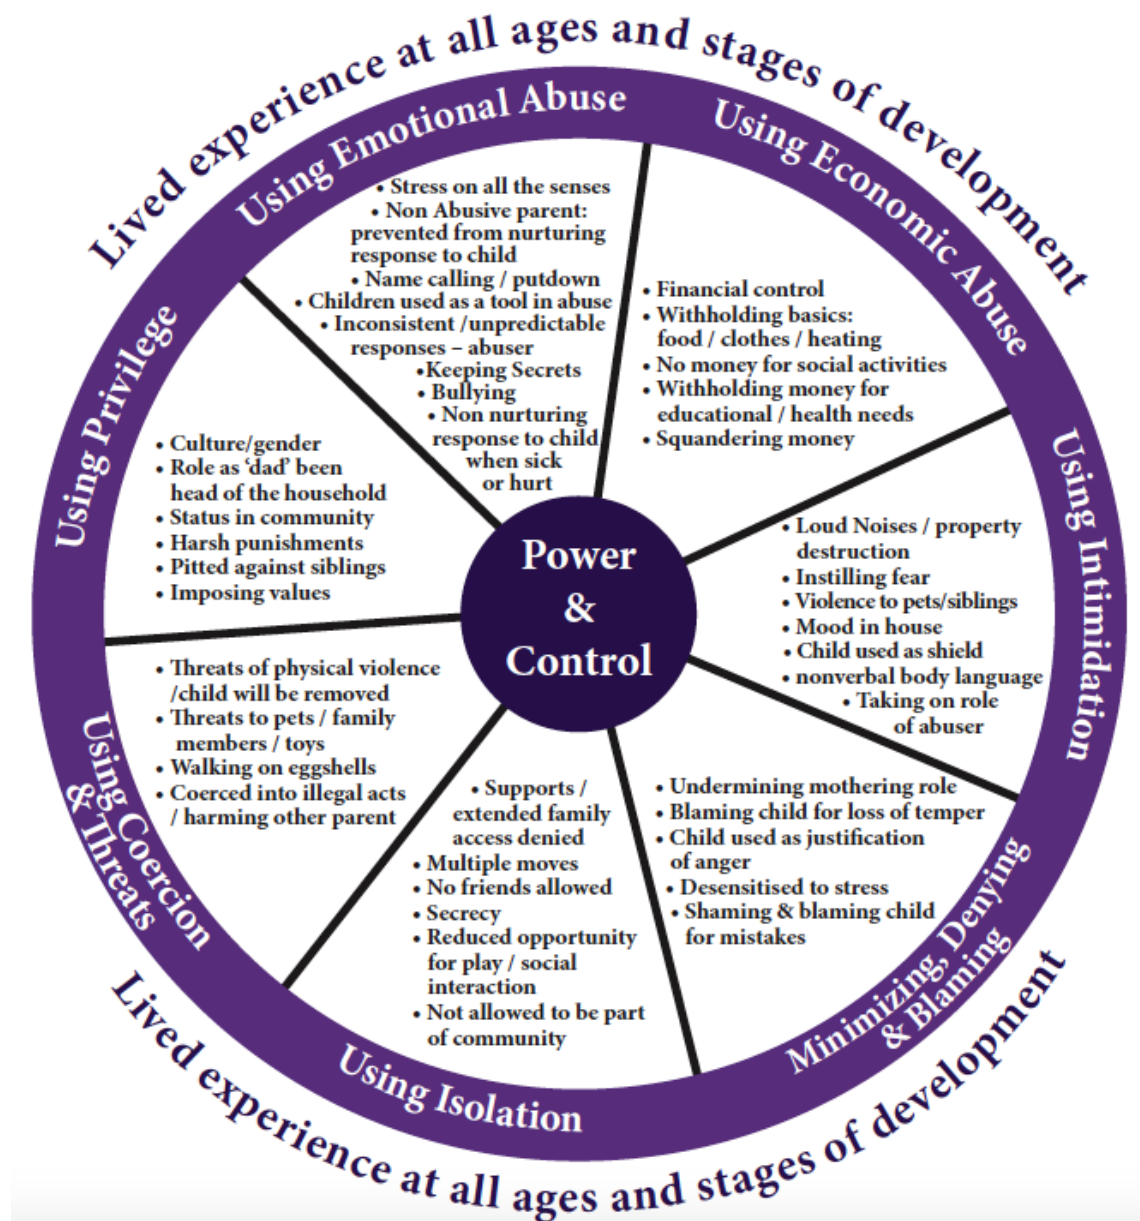 Lived experience at all ages and stages of development
Using Emotional Abuse
• Stress on all the senses
• Non Abusive parent:
prevented from nurturing
response to child
• Name calling / putdown
• Children used as a tool in abuse
• Inconsistent /unpredictable
responses – abuser
•Keeping Secrets
• Bullying
• Non nurturing
response to child
when sick
or hurt
Using Economic Abuse
• Financial control
• Withholding basics:
food / clothes / heating
• No money for social activities
• Withholding money for
educational / health needs
• Squandering money
Using Intimidation
• Loud Noises / property
destruction
• Instilling fear
• Violence to pets/siblings
• Mood in house
• Child used as shield
• nonverbal body language
• Taking on role
of abuser
Minimizing, Denying
& Blaming
• Undermining mothering role
• Blaming child for loss of temper
• Child used as justification
of anger
• Desensitised to stress
• Shaming & blaming child
for mistakes
Using Isolation
• Supports /
extended family
access denied
• Multiple moves
• No friends allowed
• Secrecy
• Reduced opportunity
for play / social
interaction
• Not allowed to be part
of community
Using Coercion
& Threats
• Threats of physical violence
/child will be removed
• Threats to pets / family
members / toys
• Walking on eggshells
• Coerced into illegal acts
/ harming other parent
Using Privilege
• Culture/gender
• Role as ‘dad’ been
head of the household
• Status in community
• Harsh punishments
• Pitted against siblings
• Imposing values
Power
&
Control
Lived experience at all ages and stages of development